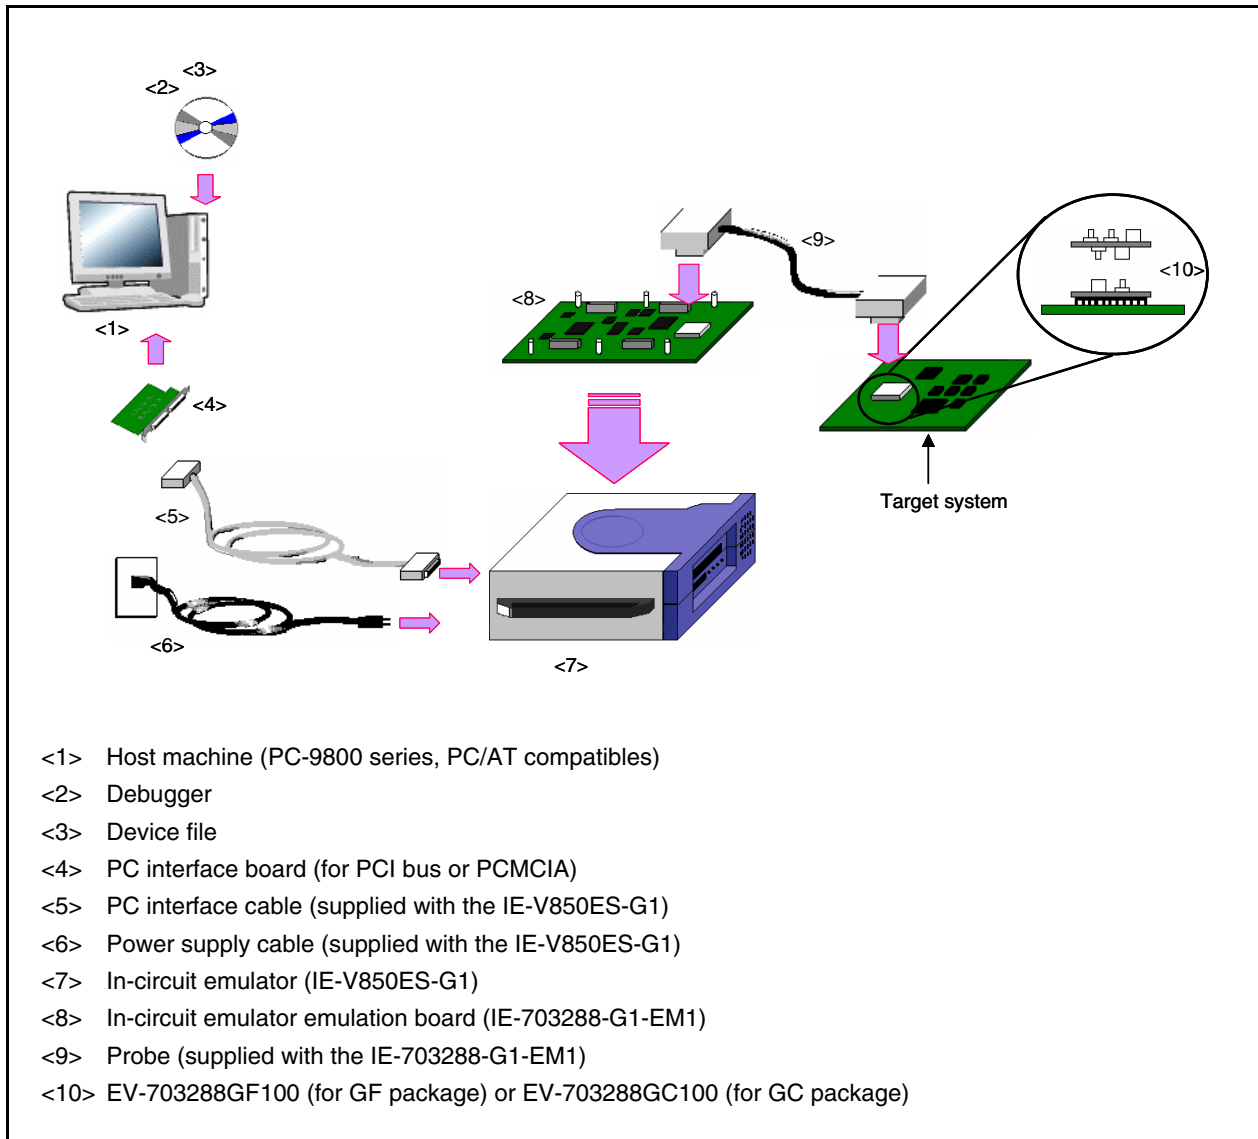 <3>
<2>
<9>
<10>
<8>
<1>
<4>
Target system
<5>
<6>
<7>
<1> Host machine (PC-9800 series, PC/AT compatibles)
<2> Debugger
<3> Device file
<4> PC interface board (for PCI bus or PCMCIA)
<5> PC interface cable (supplied with the IE-V850ES-G1)
<6> Power supply cable (supplied with the IE-V850ES-G1)
<7> In-circuit emulator (IE-V850ES-G1)
<8> In-circuit emulator emulation board (IE-703288-G1-EM1)
<9> Probe (supplied with the IE-703288-G1-EM1)
<10> EV-703288GF100 (for GF package) or EV-703288GC100 (for GC package)